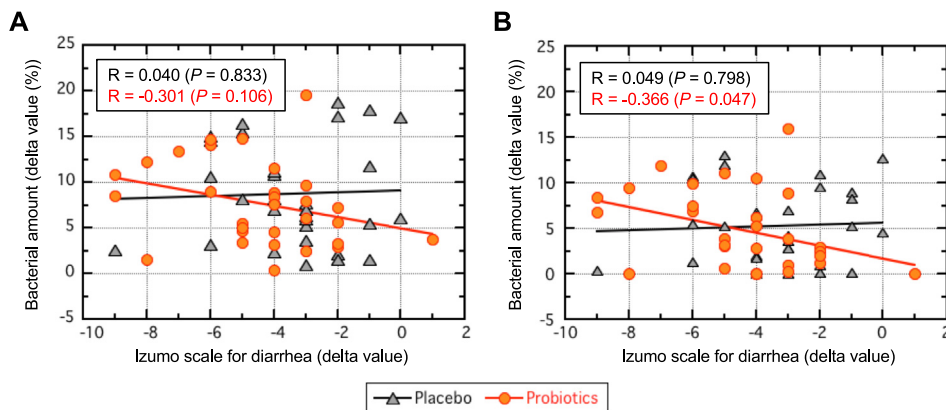 A
Bacterial amount (delta value (%))
25
20
15
10
5
0
-5
R = 0.040 (P = 0.833)
R = -0.301 (P = 0.106)
-10 -8 -6 -4 -2 0 2
Izumo scale for diarrhea (delta value)
B
Bacterial amount (delta value (%))
25
20
15
10
5
0
-5
R = 0.049 (P = 0.798)
R = -0.366 (P = 0.047)
-10 -8 -6 -4 -2 0 2
Izumo scale for diarrhea (delta value)
Placebo Probiotics